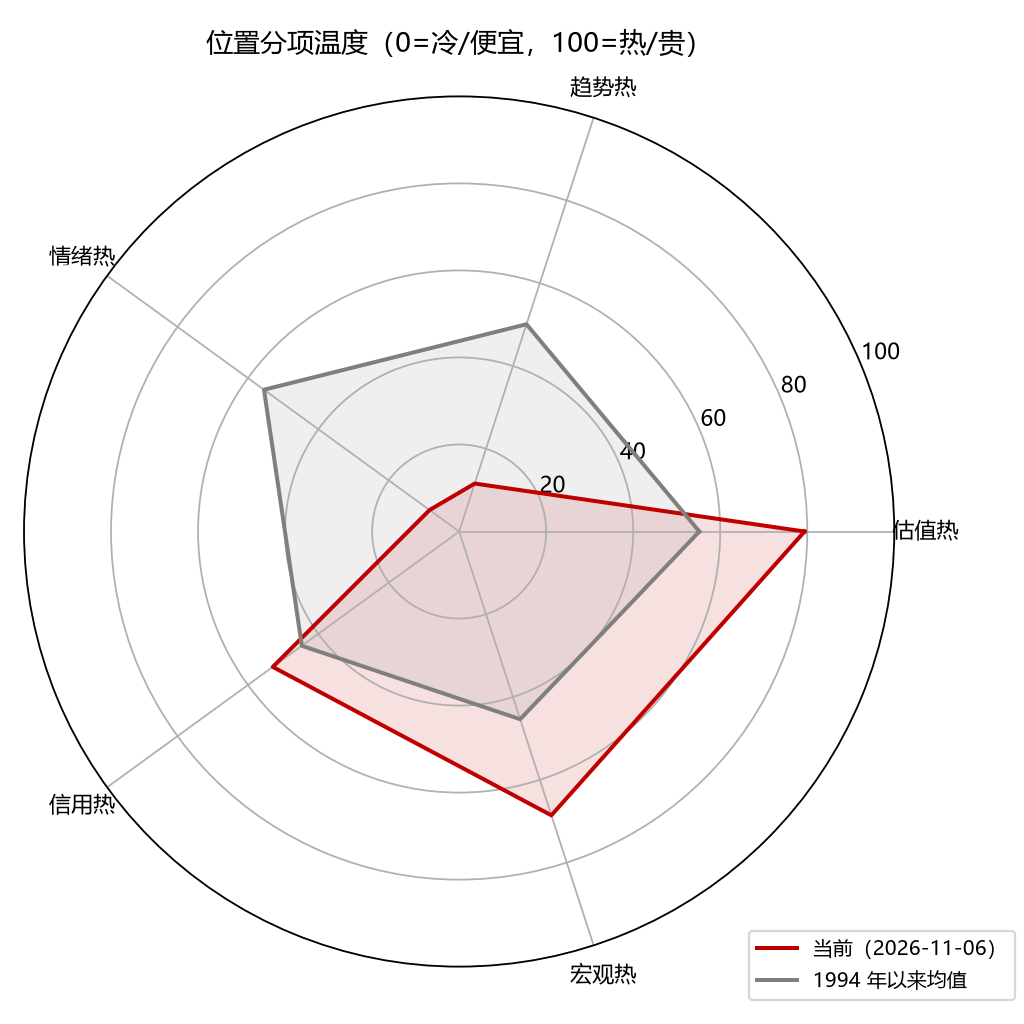 位置分项温度（0=冷/便宜，100=热/贵）
趋势热
情绪热
100
80
60
40
20
估值热
信用热
宏观热
当前（2026-11-06）
1994 年以来均值